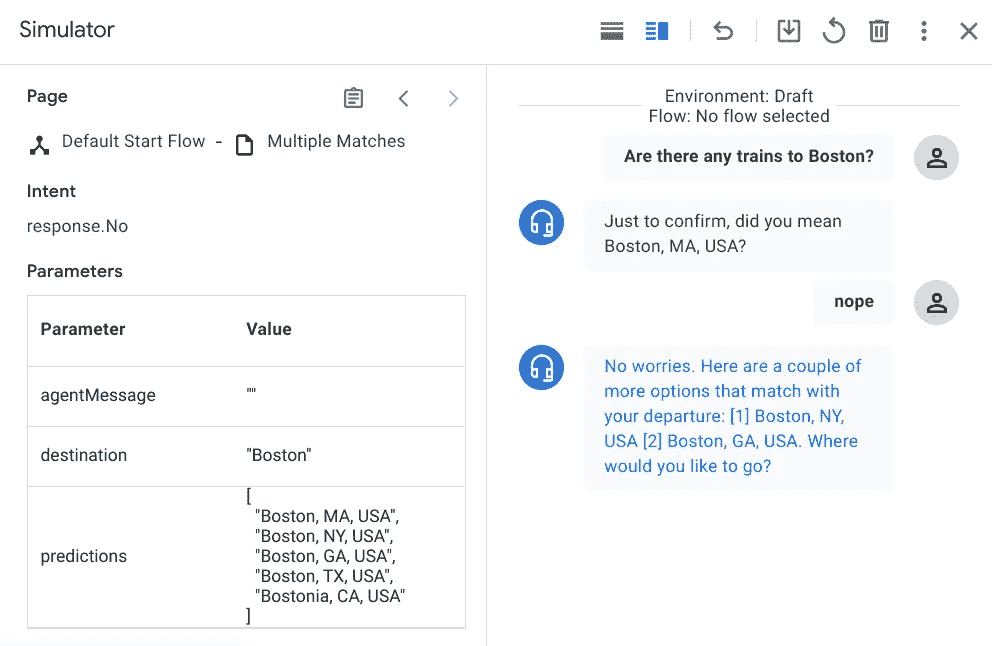 Simulator
Page
Default Start Flow - Multiple Matches
Intent
response.No
Parameters
Parameter Value
agentMessage ""
destination "Boston"
predictions
[
"Boston, MA, USA",
"Boston, NY, USA",
"Boston, GA, USA",
"Boston, TX, USA",
"Bostonia, CA, USA"
]
Environment: Draft
Flow: No flow selected
Are there any trains to Boston?
Just to confirm, did you mean
Boston, MA, USA?
nope
No worries. Here are a couple of
more options that match with
your departure: [1] Boston, NY,
USA [2] Boston, GA, USA. Where
would you like to go?